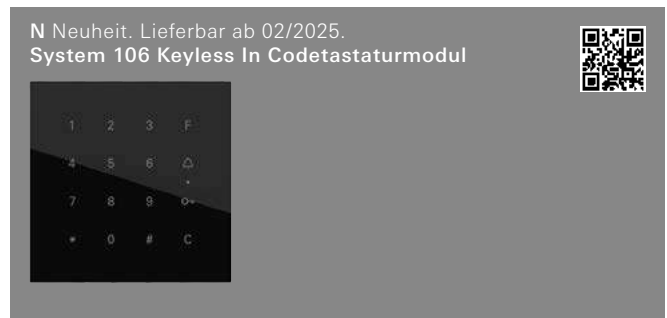 N Neuheit. Lieferbar ab 02/2025.
System 106 Keyless In Codetastaturmodul
1 2 3 F
4 5 6
7 8 9
* 0 # C